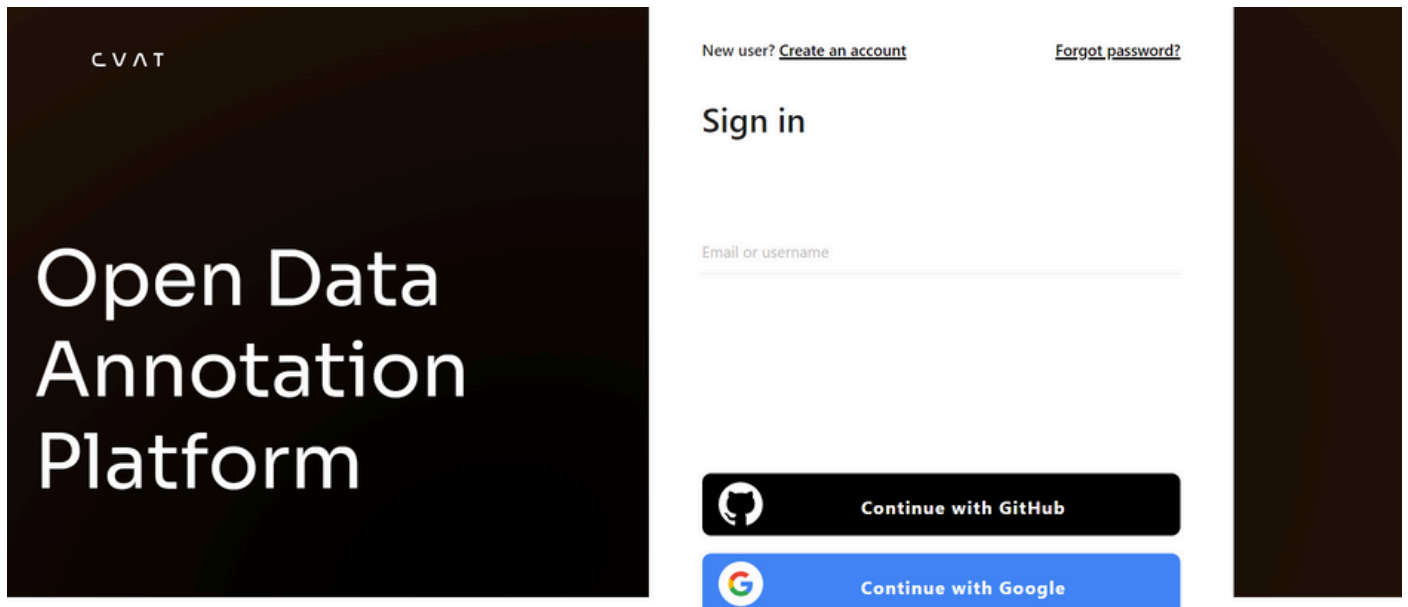 CVAT
Open Data
Annotation
Platform
New user? Create an account
Forgot password?
Sign in
Email or username
Continue with GitHub
Continue with Google